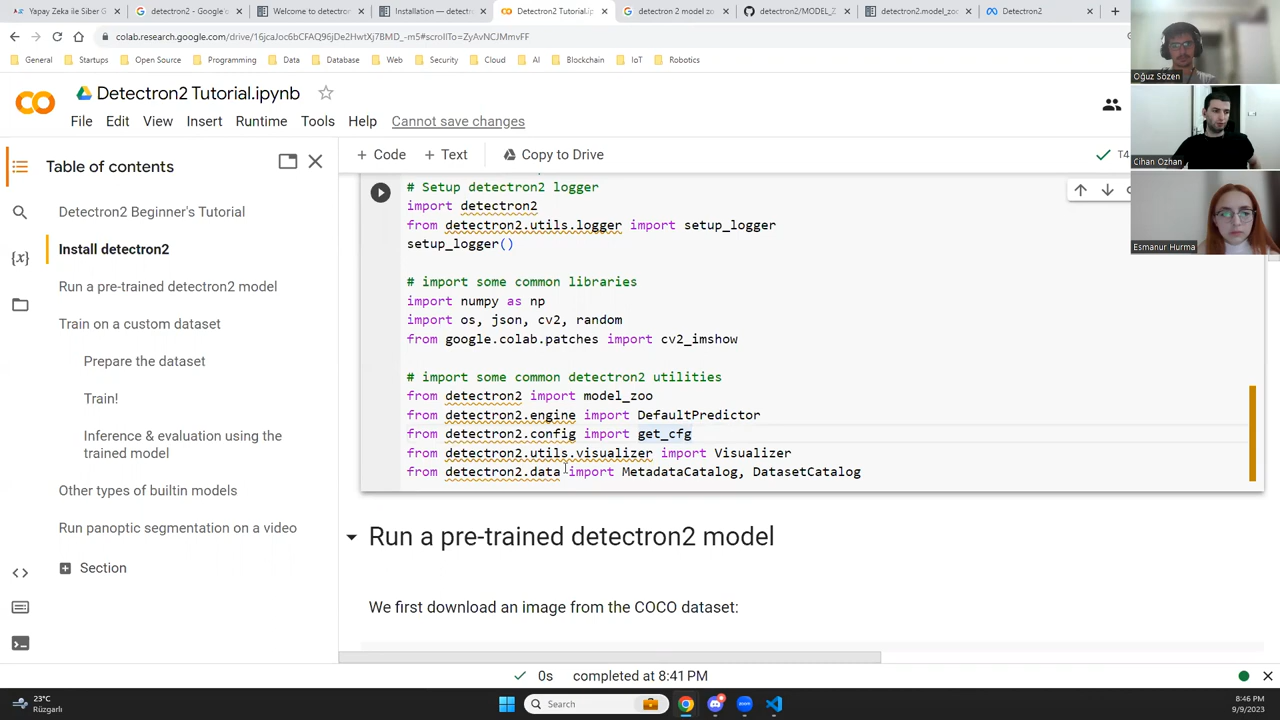 Yapay Zeka ile Siber G
detectron2 - Google'd
Welcome to detectron
Installation — detectr
Detectron2 Tutorial.ip
detectron 2 model zo
detectron2/MODEL_Z
detectron2.model_zo
Detectron2
colab.research.google.com/drive/16jcaJoc6bCFAQ96jDe2HwtXj7BMD_-m5#scrollTo=ZyAvNCJMmvFF
General
Startups
Open Source
Programming
Data
Database
Web
Security
Cloud
AI
Blockchain
IoT
Robotics
Oğuz Sözen
Cihan Ozhan
Esmanur Hurma
CO
Detectron2 Tutorial.ipynb
File Edit View Insert Runtime Tools Help Cannot save changes
Table of contents
Detectron2 Beginner's Tutorial
Install detectron2
Run a pre-trained detectron2 model
Train on a custom dataset
Prepare the dataset
Train!
Inference & evaluation using the
trained model
Other types of builtin models
Run panoptic segmentation on a video
Section
+ Code + Text Copy to Drive
T4
# Setup detectron2 logger
import detectron2
from detectron2.utils.logger import setup_logger
setup_logger()
# import some common libraries
import numpy as np
import os, json, cv2, random
from google.colab.patches import cv2_imshow
# import some common detectron2 utilities
from detectron2 import model_zoo
from detectron2.engine import DefaultPredictor
from detectron2.config import get_cfg
from detectron2.utils.visualizer import Visualizer
from detectron2.data import MetadataCatalog, DatasetCatalog
Run a pre-trained detectron2 model
We first download an image from the COCO dataset:
0s completed at 8:41 PM
23°C
Rüzgarlı
Search
8:46 PM
9/9/2023